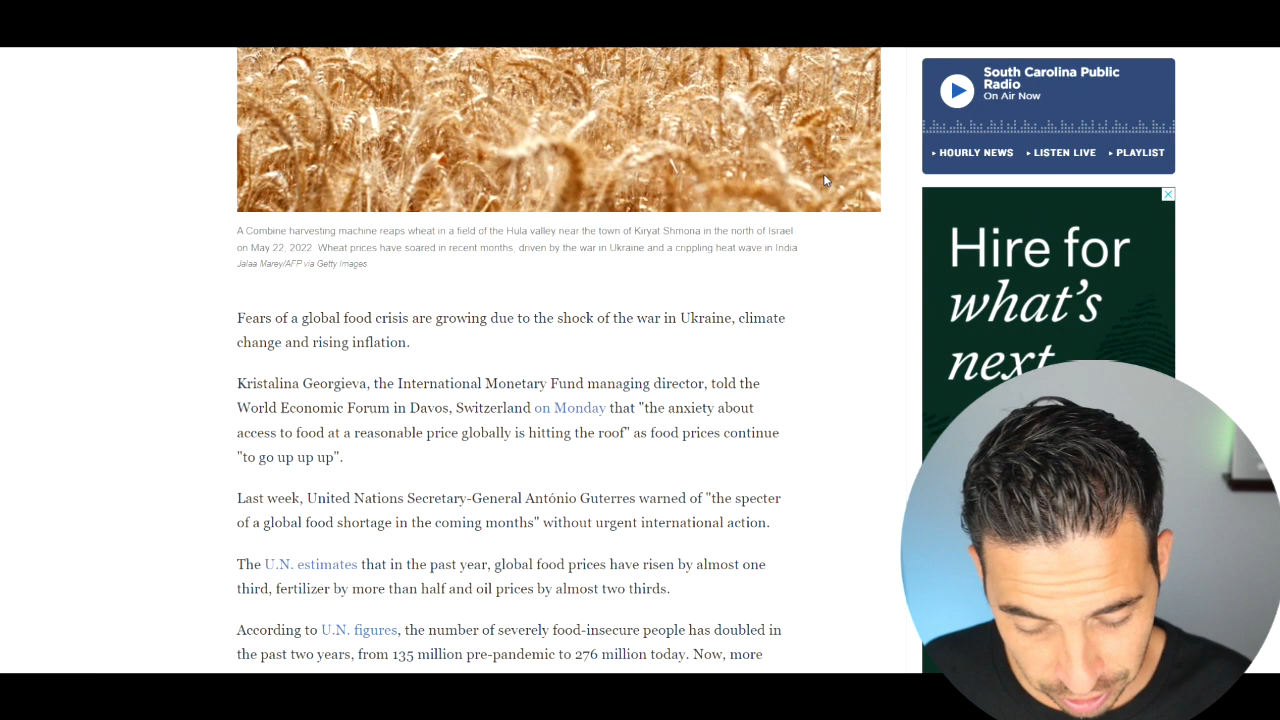 A Combine harvesting machine reaps wheat in a field of the Hula valley near the town of Kiryat Shmona in the north of Israel
on May 22, 2022. Wheat prices have soared in recent months, driven by the war in Ukraine and a crippling heat wave in India
Jalaa Marey/AFP via Getty Images
Fears of a global food crisis are growing due to the shock of the war in Ukraine, climate
change and rising inflation.
Kristalina Georgieva, the International Monetary Fund managing director, told the
World Economic Forum in Davos, Switzerland on Monday that "the anxiety about
access to food at a reasonable price globally is hitting the roof" as food prices continue
"to go up up up".
Last week, United Nations Secretary-General António Guterres warned of "the specter
of a global food shortage in the coming months" without urgent international action.
The U.N. estimates that in the past year, global food prices have risen by almost one
third, fertilizer by more than half and oil prices by almost two thirds.
According to U.N. figures, the number of severely food-insecure people has doubled in
the past two years, from 135 million pre-pandemic to 276 million today. Now, more
South Carolina Public
Radio
On Air Now
HOURLY NEWS LISTEN LIVE PLAYLIST
Hire for
what's
next